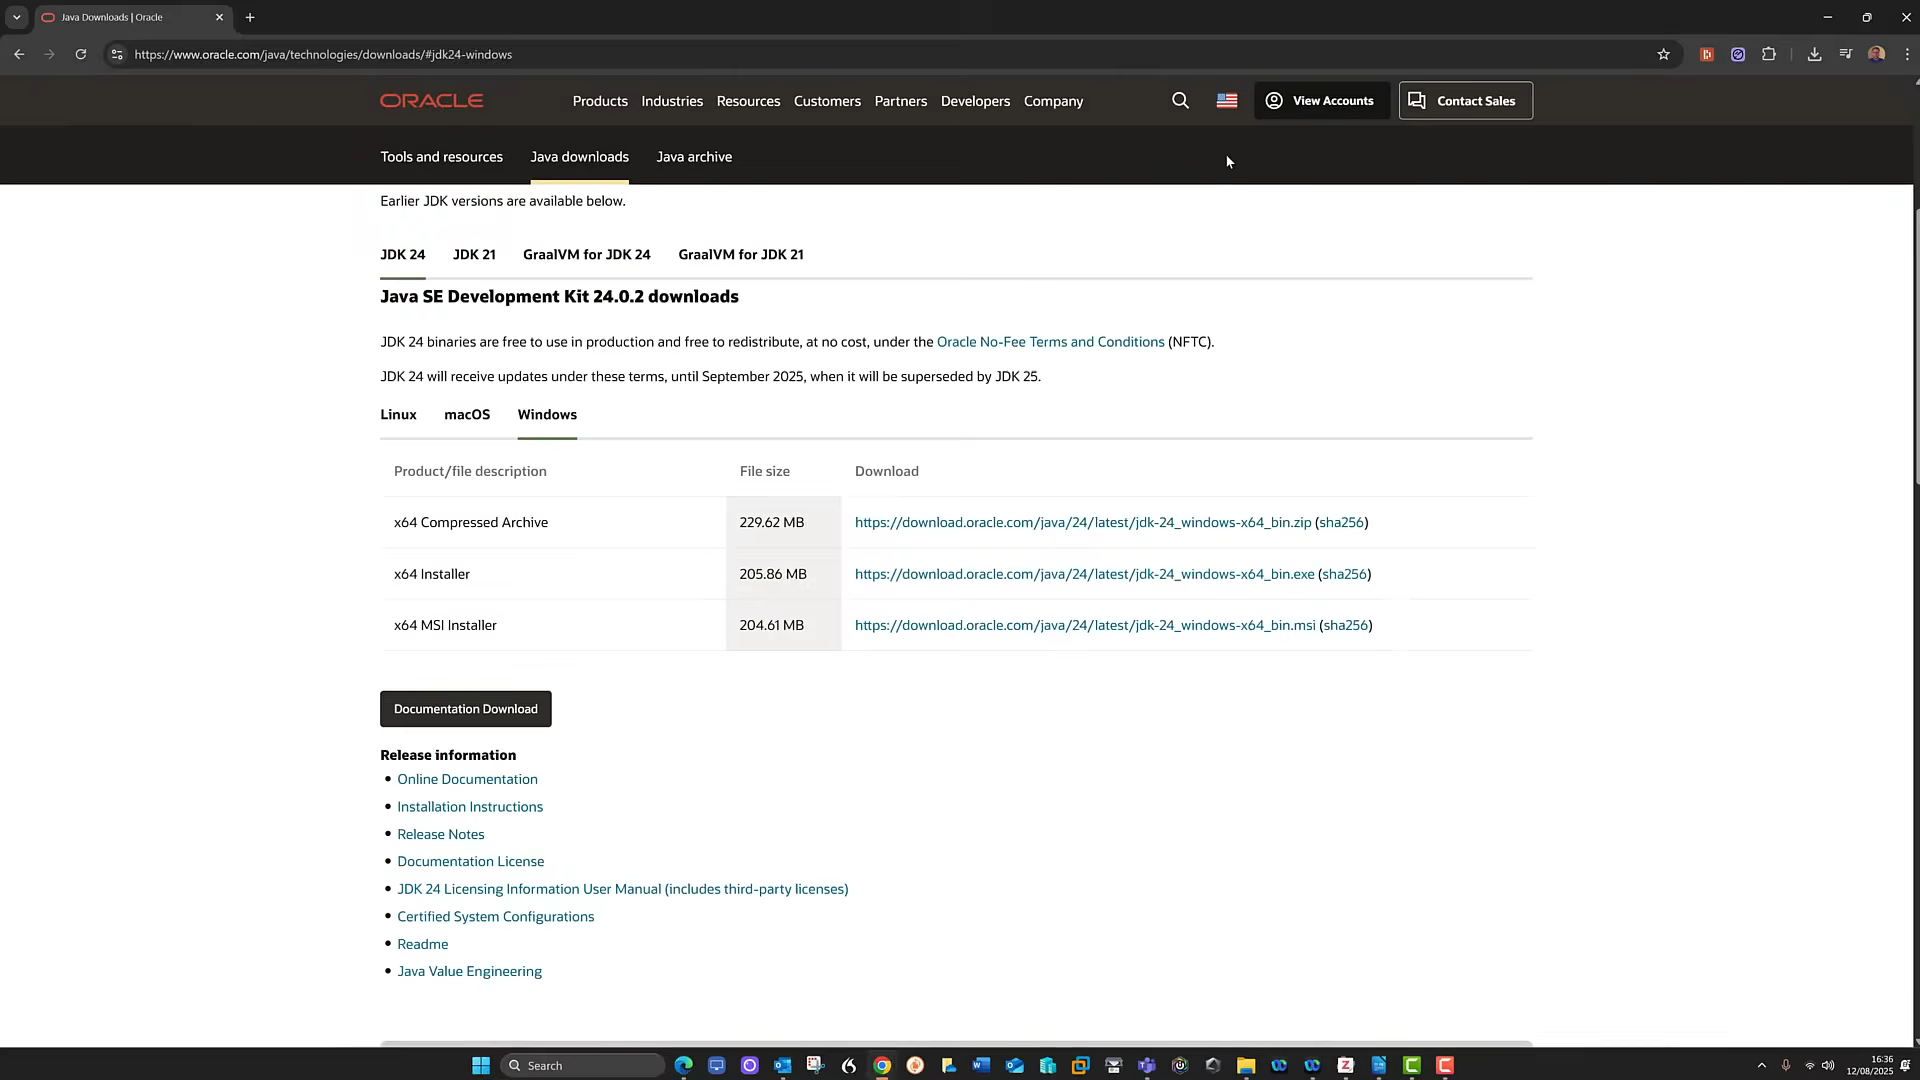 Java Downloads | Oracle
https://www.oracle.com/java/technologies/downloads/#jdk24-windows
ORACLE
Products Industries Resources Customers Partners Developers Company
View Accounts
Contact Sales
Tools and resources Java downloads Java archive
Earlier JDK versions are available below.
JDK 24 JDK 21 GraalVM for JDK 24 GraalVM for JDK 21
Java SE Development Kit 24.0.2 downloads
JDK 24 binaries are free to use in production and free to redistribute, at no cost, under the Oracle No-Fee Terms and Conditions (NFTC).
JDK 24 will receive updates under these terms, until September 2025, when it will be superseded by JDK 25.
Linux macOS Windows
Product/file description File size Download
x64 Compressed Archive 229.62 MB https://download.oracle.com/java/24/latest/jdk-24_windows-x64_bin.zip (sha256)
x64 Installer 205.86 MB https://download.oracle.com/java/24/latest/jdk-24_windows-x64_bin.exe (sha256)
x64 MSI Installer 204.61 MB https://download.oracle.com/java/24/latest/jdk-24_windows-x64_bin.msi (sha256)
Documentation Download
Release information
• Online Documentation
• Installation Instructions
• Release Notes
• Documentation License
• JDK 24 Licensing Information User Manual (includes third-party licenses)
• Certified System Configurations
• Readme
• Java Value Engineering
Search
16:36
12/08/2025